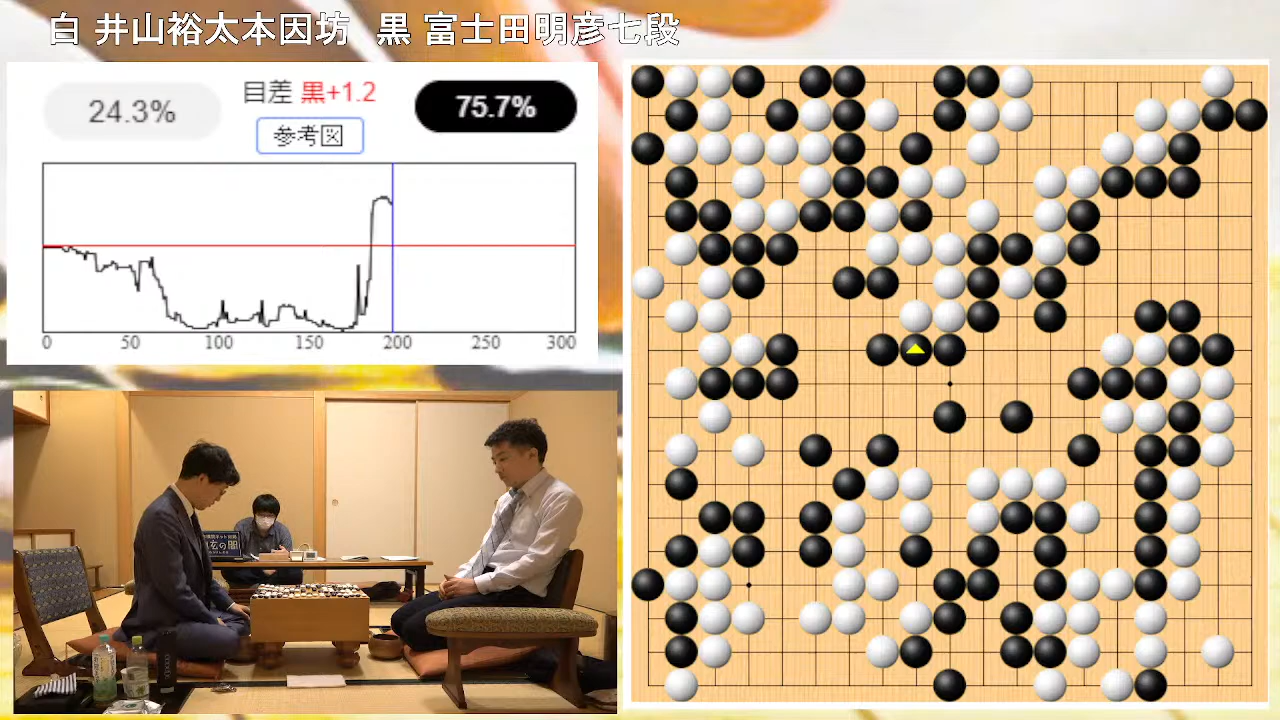 白 井山裕太本因坊 黒 富士田明彦七段
24.3%
目差 黒+1.2
75.7%
参考図
0 50 100 150 200 250 300